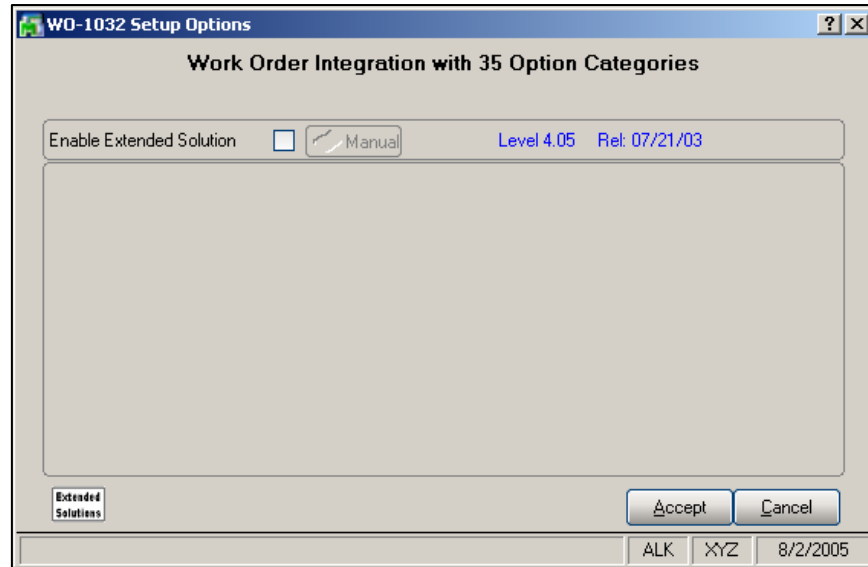 WO-1032 Setup Options
Work Order Integration with 35 Option Categories
Enable Extended Solution Manual Level 4.05 Rel: 07/21/03
Extended
Solutions
Accept Cancel
ALK XYZ 8/2/2005